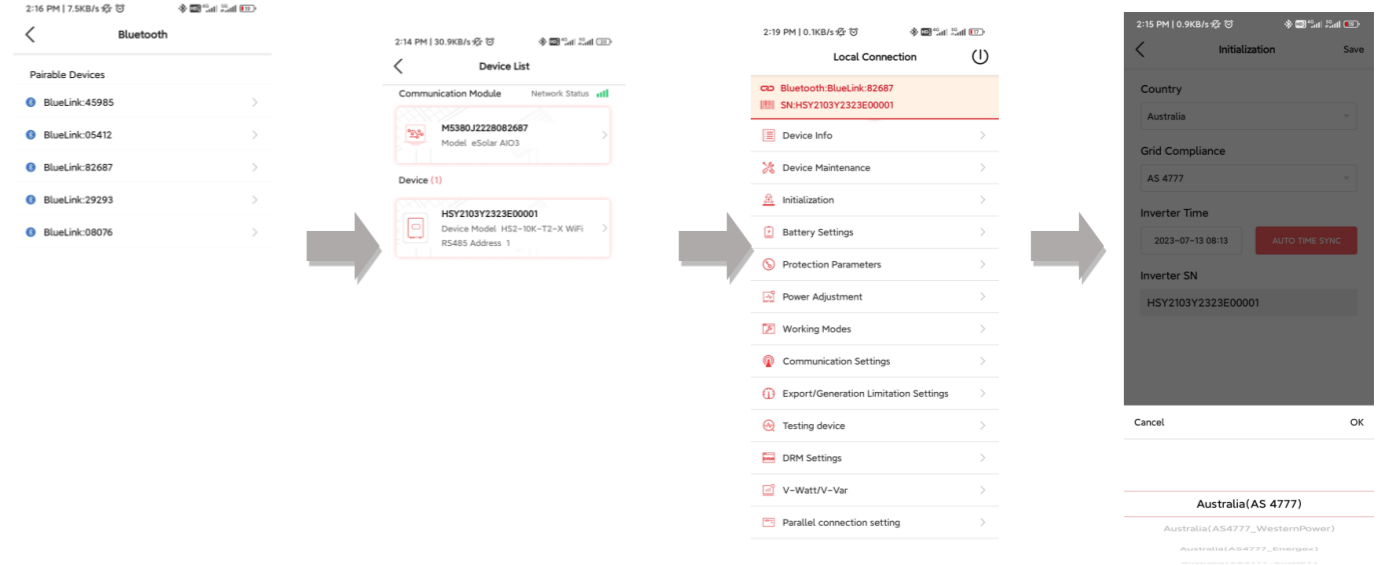 2:16 PM | 7.5KB/s
Bluetooth
Pairable Devices
BlueLink:45985
BlueLink:05412
BlueLink:82687
BlueLink:29293
BlueLink:08076
2:14 PM | 30.9KB/s
Device List
Communication Module Network Status
M5380J2228082687
Model eSolar AIO3
Device (1)
HSY2103Y2323E00001
Device Model HS2-10K-T2-X WiFi
RS485 Address 1
2:19 PM | 0.1KB/s
Local Connection
Bluetooth:BlueLink:82687
SN:HSY2103Y2323E00001
Device Info
Device Maintenance
Initialization
Battery Settings
Protection Parameters
Power Adjustment
Working Modes
Communication Settings
Export/Generation Limitation Settings
Testing device
DRM Settings
V-Watt/V-Var
Parallel connection setting
2:15 PM | 0.9KB/s
Initialization Save
Country
Australia
Grid Compliance
AS 4777
Inverter Time
2023-07-13 08:13 AUTO TIME SYNC
Inverter SN
HSY2103Y2323E00001
Cancel OK
Australia(AS 4777)
Australia(AS4777_WesternPower)
Australia(AS4777_Energex)